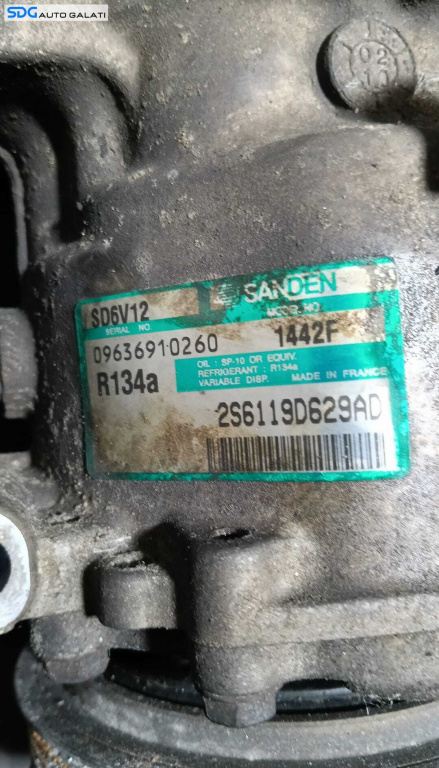 SDG AUTO GALATI
SD6V12
SANDEN
SERIAL NO.
MODEL NO.
09636910260
1442F
OIL : SP-10 OR EQUIV.
REFRIGERANT : R134a
VARIABLE DISP. MADE IN FRANCE
R134a
2S6119D629AD
02